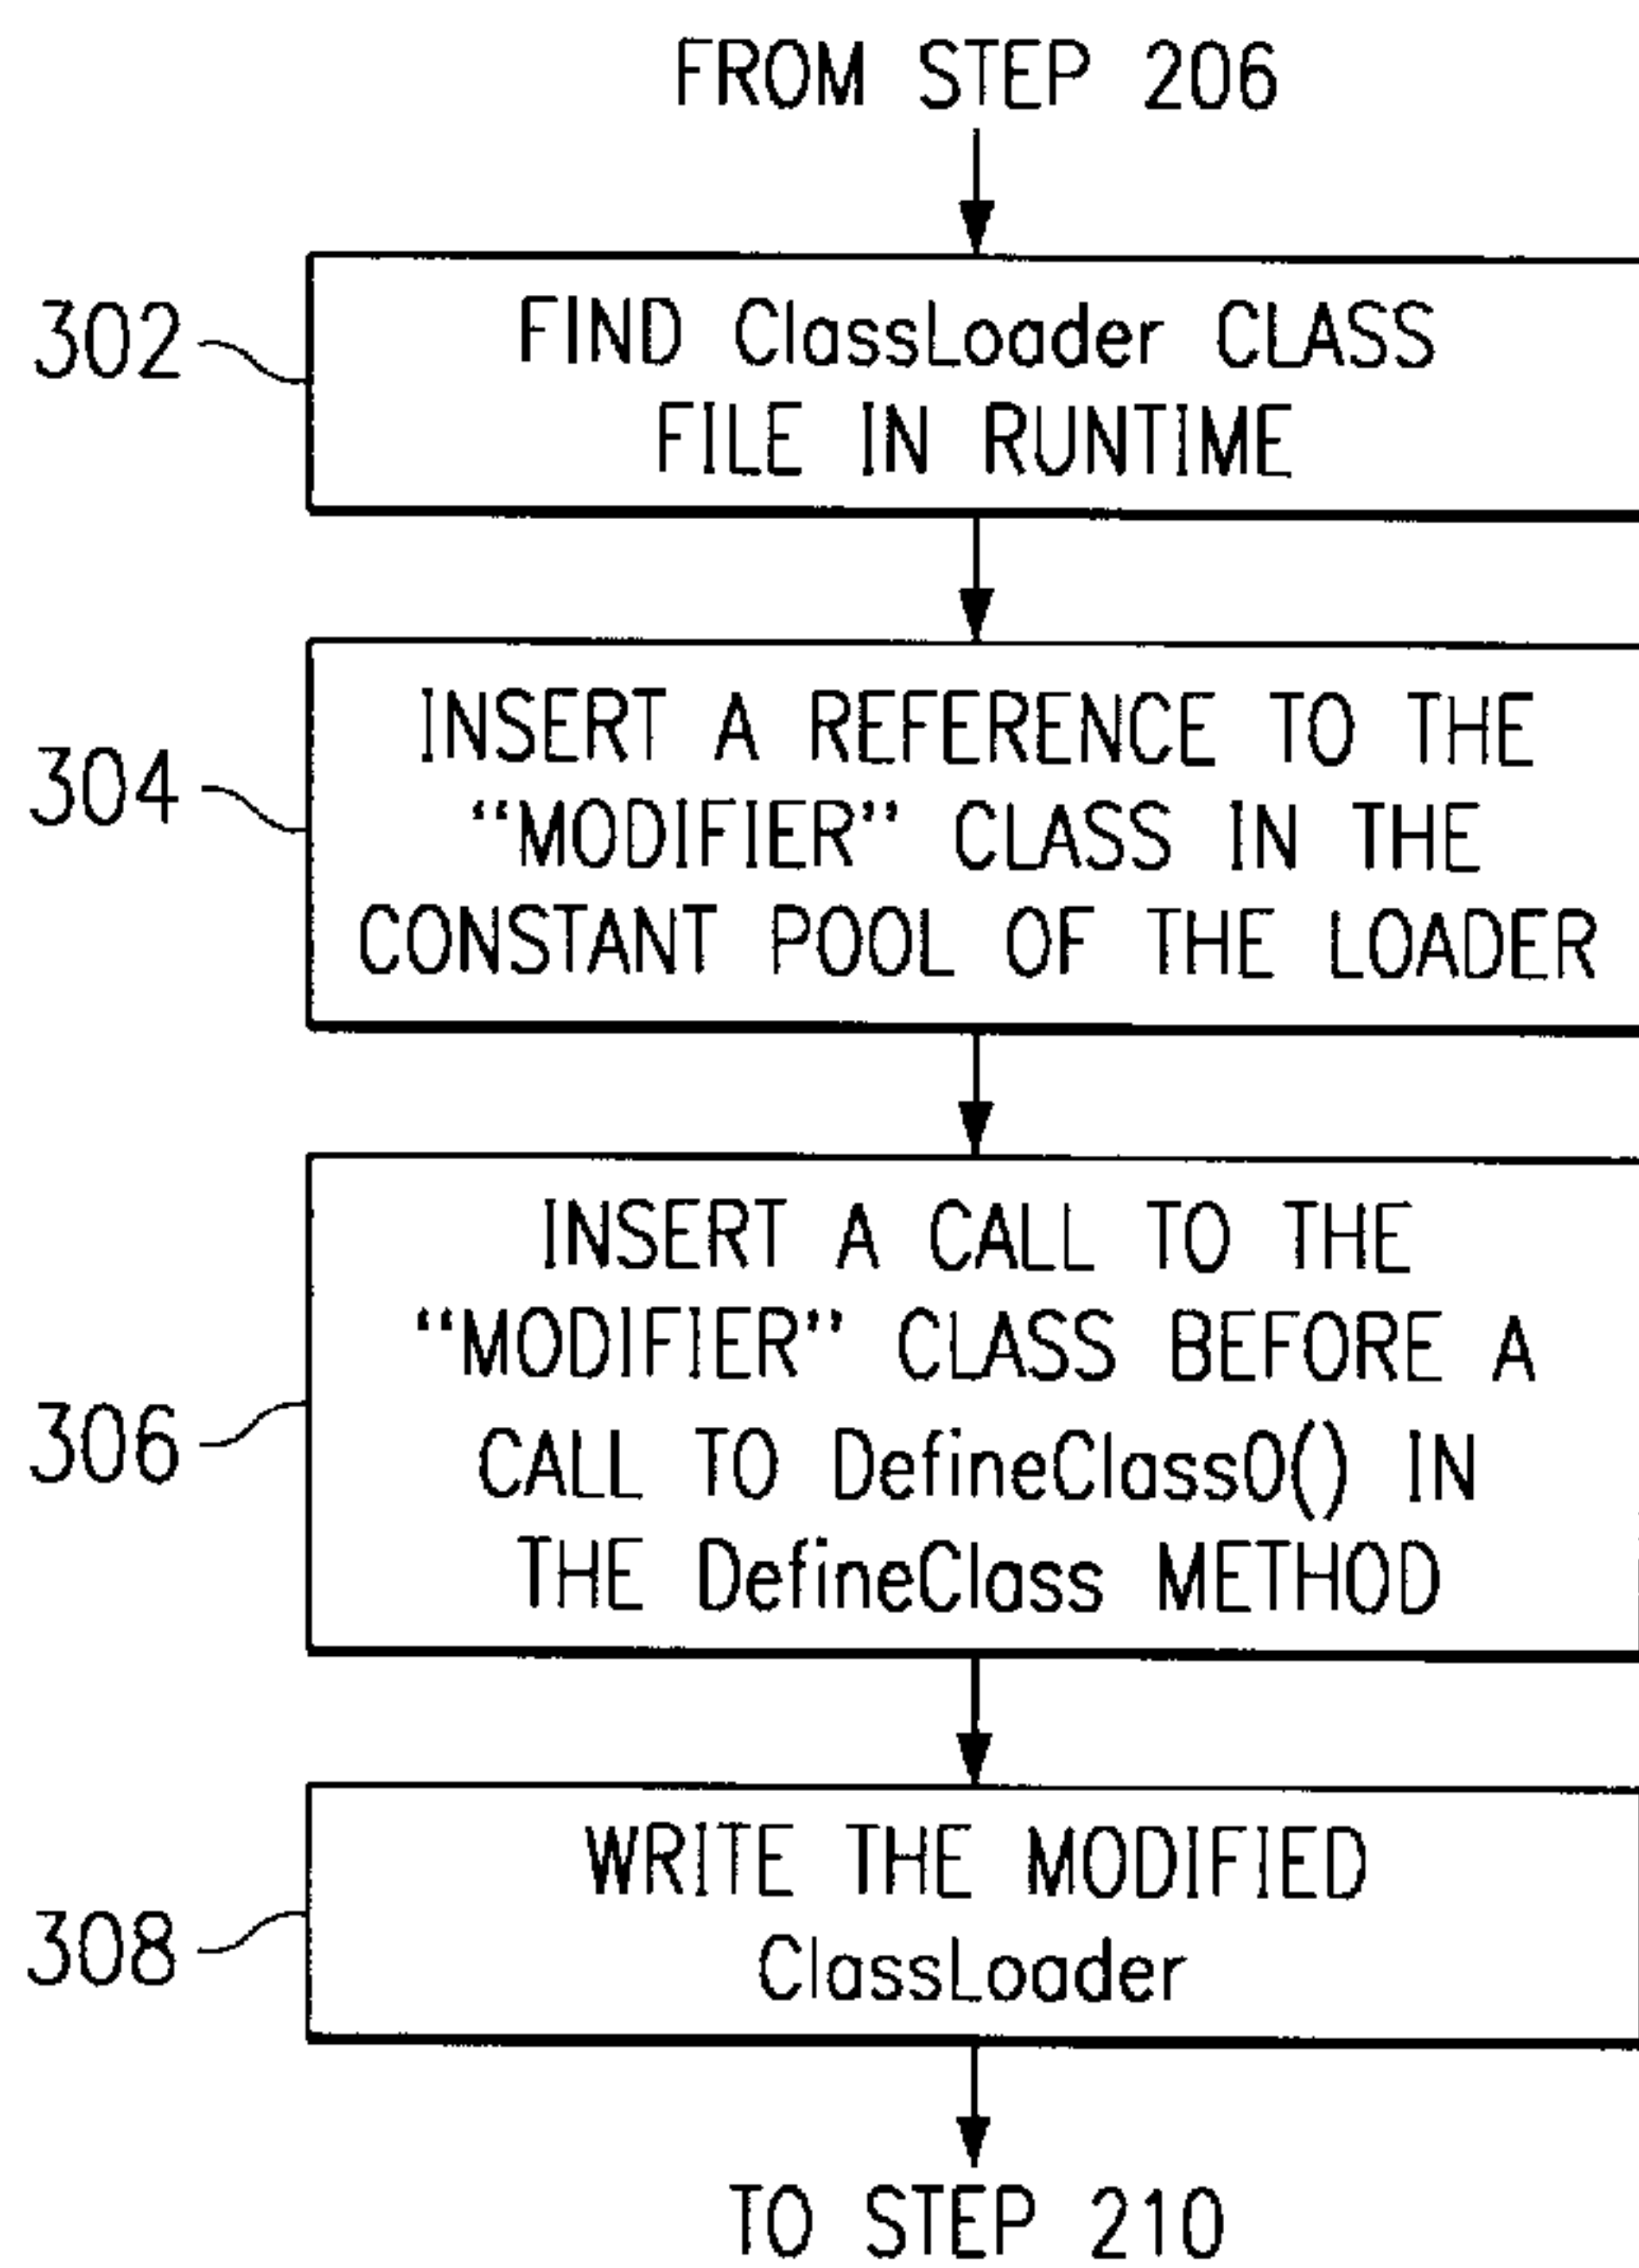 FROM STEP 206
302
FIND ClassLoader CLASS
FILE IN RUNTIME
304
INSERT A REFERENCE TO THE
“MODIFIER” CLASS IN THE
CONSTANT POOL OF THE LOADER
306
INSERT A CALL TO THE
“MODIFIER” CLASS BEFORE A
CALL TO DefineClass0() IN
THE DefineClass METHOD
308
WRITE THE MODIFIED
ClassLoader
TO STEP 210